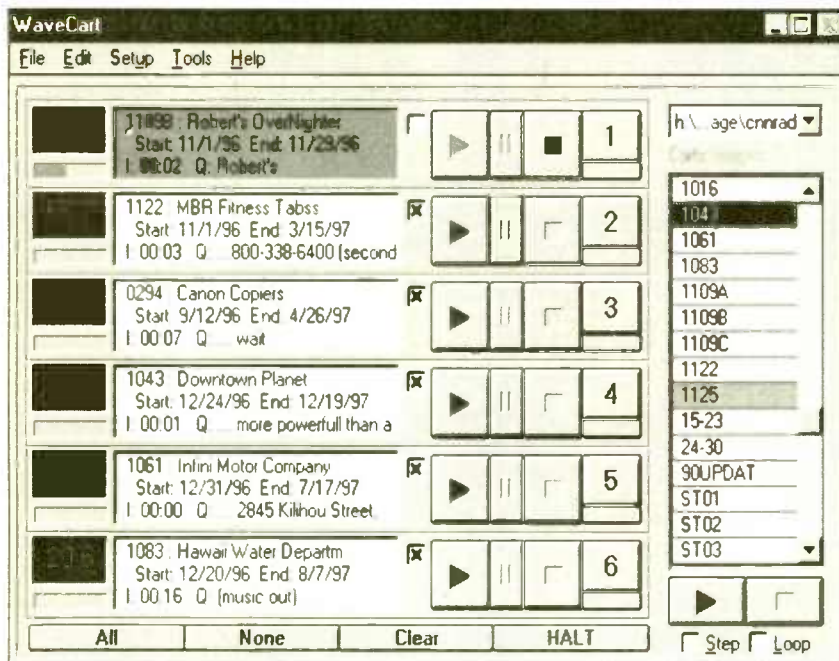 WaveCart
File Edit Setup Tools Help
1109B : Robert's OverNighter
Start: 11/1/96 End: 11/29/96
I: 00:02 Q: Robert's
1
1122 : MBR Fitness Tabss
Start: 11/1/96 End: 3/15/97
I: 00:03 Q: 800-338-6400 (second
2
0294 : Canon Copiers
Start: 9/12/96 End: 4/26/97
I: 00:07 Q: wait
3
1043 : Downtown Planet
Start: 12/24/96 End: 12/19/97
I: 00:01 Q: more powerfull than a
4
1061 : Infini Motor Company
Start: 12/31/96 End: 7/17/97
I: 00:00 Q: 2845 Kilihou Street
5
1083 : Hawaii Water Departm
Start: 12/20/96 End: 8/7/97
I: 00:16 Q: (music out)
6
All None Clear HALT
h:\...age\cnnrad
1016
104
1061
1083
1109A
1109B
1109C
1122
1125
15-23
24-30
90UPDAT
ST01
ST02
ST03
Step Loop